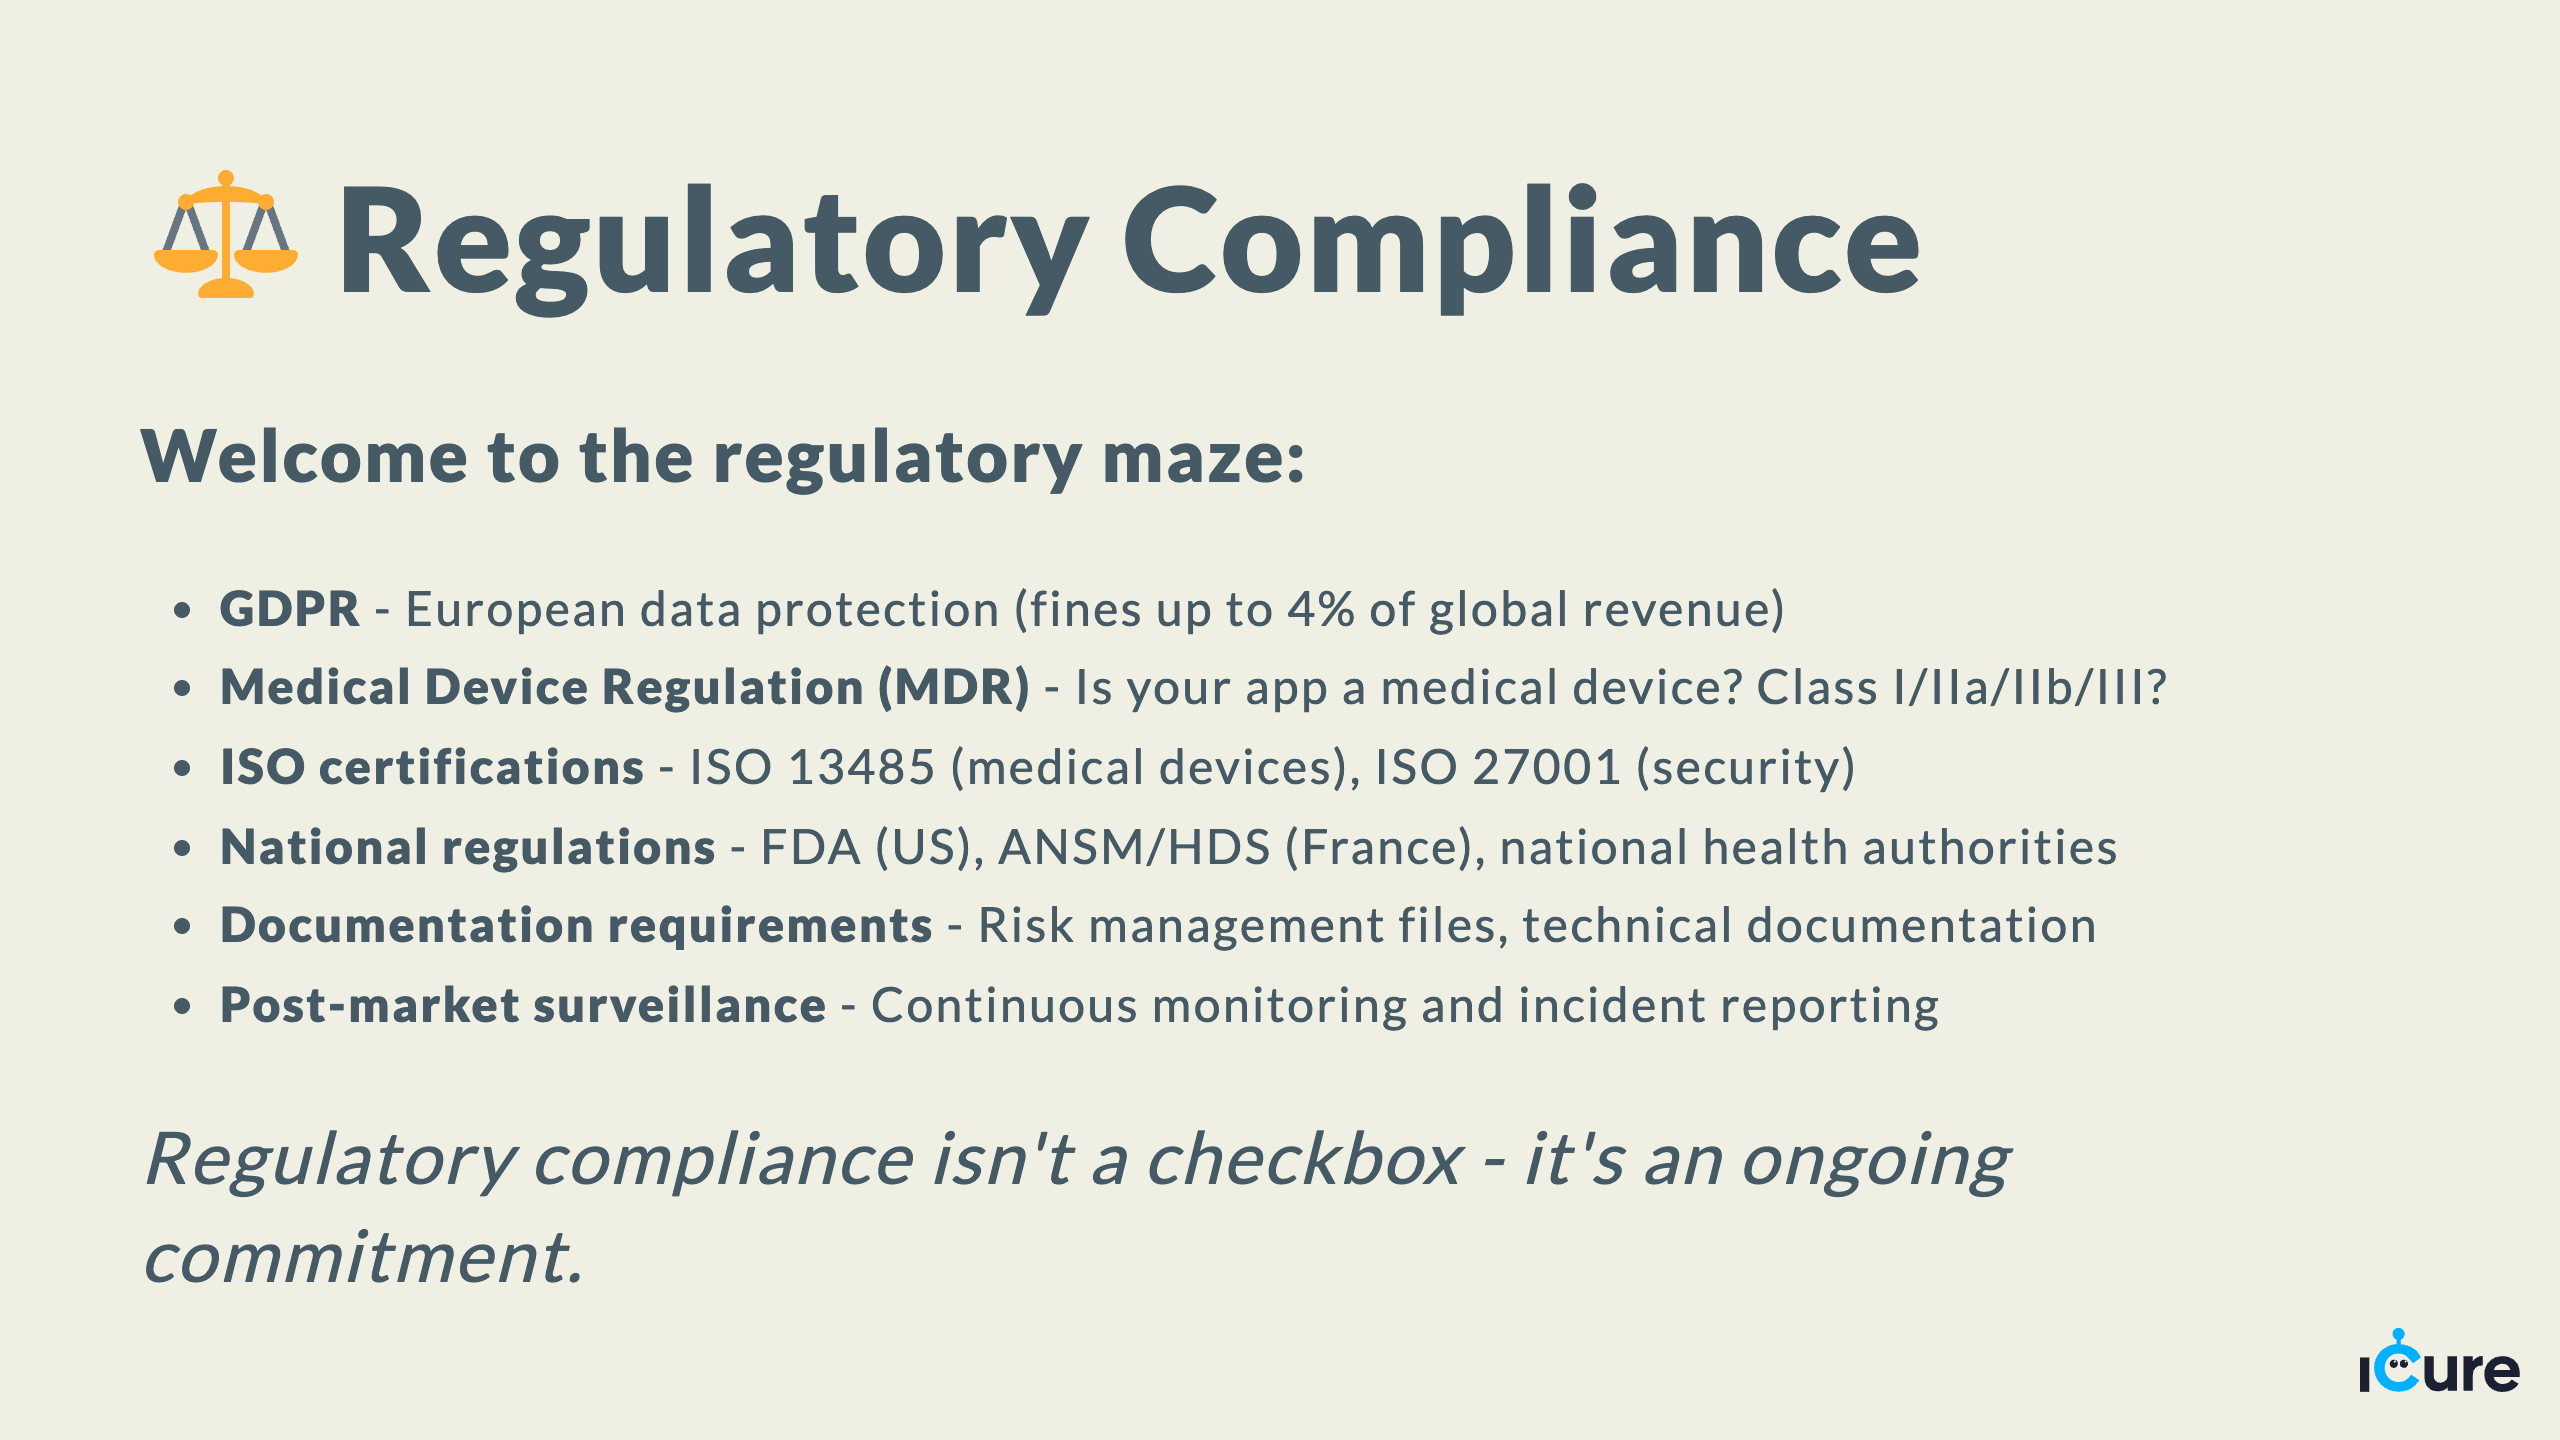 Regulatory Compliance
Welcome to the regulatory maze:
• GDPR - European data protection (fines up to 4% of global revenue)
• Medical Device Regulation (MDR) - Is your app a medical device? Class I/IIa/IIb/III?
• ISO certifications - ISO 13485 (medical devices), ISO 27001 (security)
• National regulations - FDA (US), ANSM/HDS (France), national health authorities
• Documentation requirements - Risk management files, technical documentation
• Post-market surveillance - Continuous monitoring and incident reporting
Regulatory compliance isn't a checkbox - it's an ongoing
commitment.
iCure